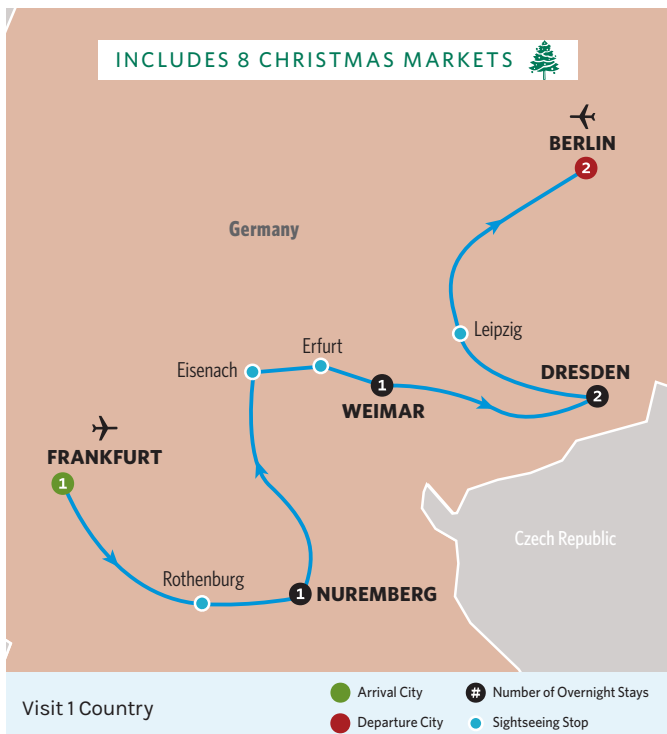 INCLUDES 8 CHRISTMAS MARKETS
BERLIN
2
Germany
Leipzig
Erfurt
Eisenach
DRESDEN
2
1
WEIMAR
FRANKFURT
1
Czech Republic
Rothenburg
1 NUREMBERG
Visit 1 Country
Arrival City
# Number of Overnight Stays
Departure City
Sightseeing Stop